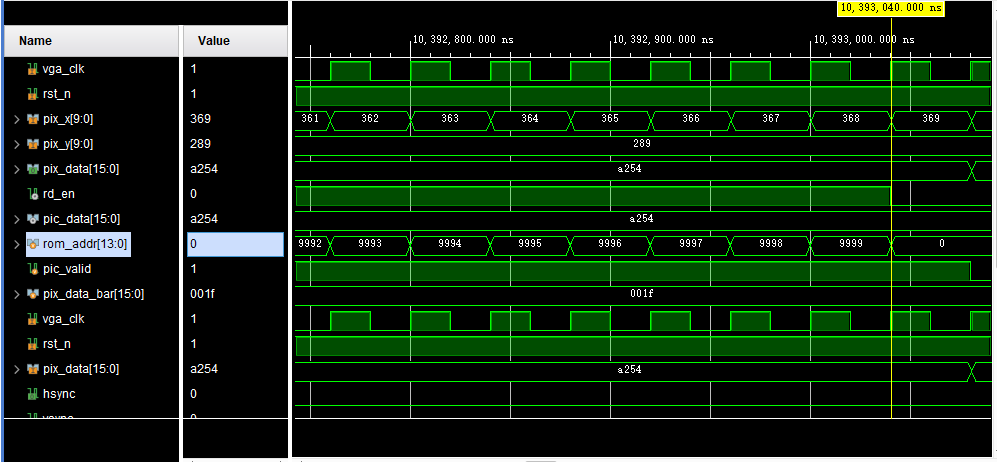 10,393,040.000 ns
Name Value
10,392,800.000 ns 10,392,900.000 ns 10,393,000.000 ns
vga_clk 1
rst_n 1
pix_x[9:0] 369 361 362 363 364 365 366 367 368 369
pix_y[9:0] 289 289
pix_data[15:0] a254 a254
rd_en 0
pic_data[15:0] a254 a254
rom_addr[13:0] 0 9992 9993 9994 9995 9996 9997 9998 9999 0
pic_valid 1
pix_data_bar[15:0] 001f 001f
vga_clk 1
rst_n 1
pix_data[15:0] a254 a254
hsync 0